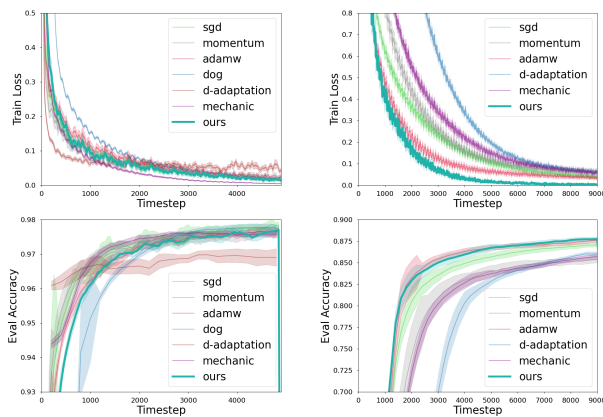 0.5
0.4
0.3
0.2
0.1
0.0
Train Loss
1000
2000
3000
4000
Timestep
sgd
momentum
adamw
dog
d-adaptation
mechanic
ours
0.8
0.7
0.6
0.5
0.4
0.3
0.2
0.1
0.0
Train Loss
0
1000
2000
3000
4000
5000
6000
7000
8000
9000
Timestep
sgd
momentum
adamw
d-adaptation
mechanic
ours
0.98
0.97
0.96
0.95
0.94
0.93
Eval Accuracy
0
1000
2000
3000
4000
Timestep
sgd
momentum
adamw
dog
d-adaptation
mechanic
ours
0.900
0.875
0.850
0.825
0.800
0.775
0.750
0.725
0.700
Eval Accuracy
0
1000
2000
3000
4000
5000
6000
7000
8000
9000
Timestep
sgd
momentum
adamw
d-adaptation
mechanic
ours